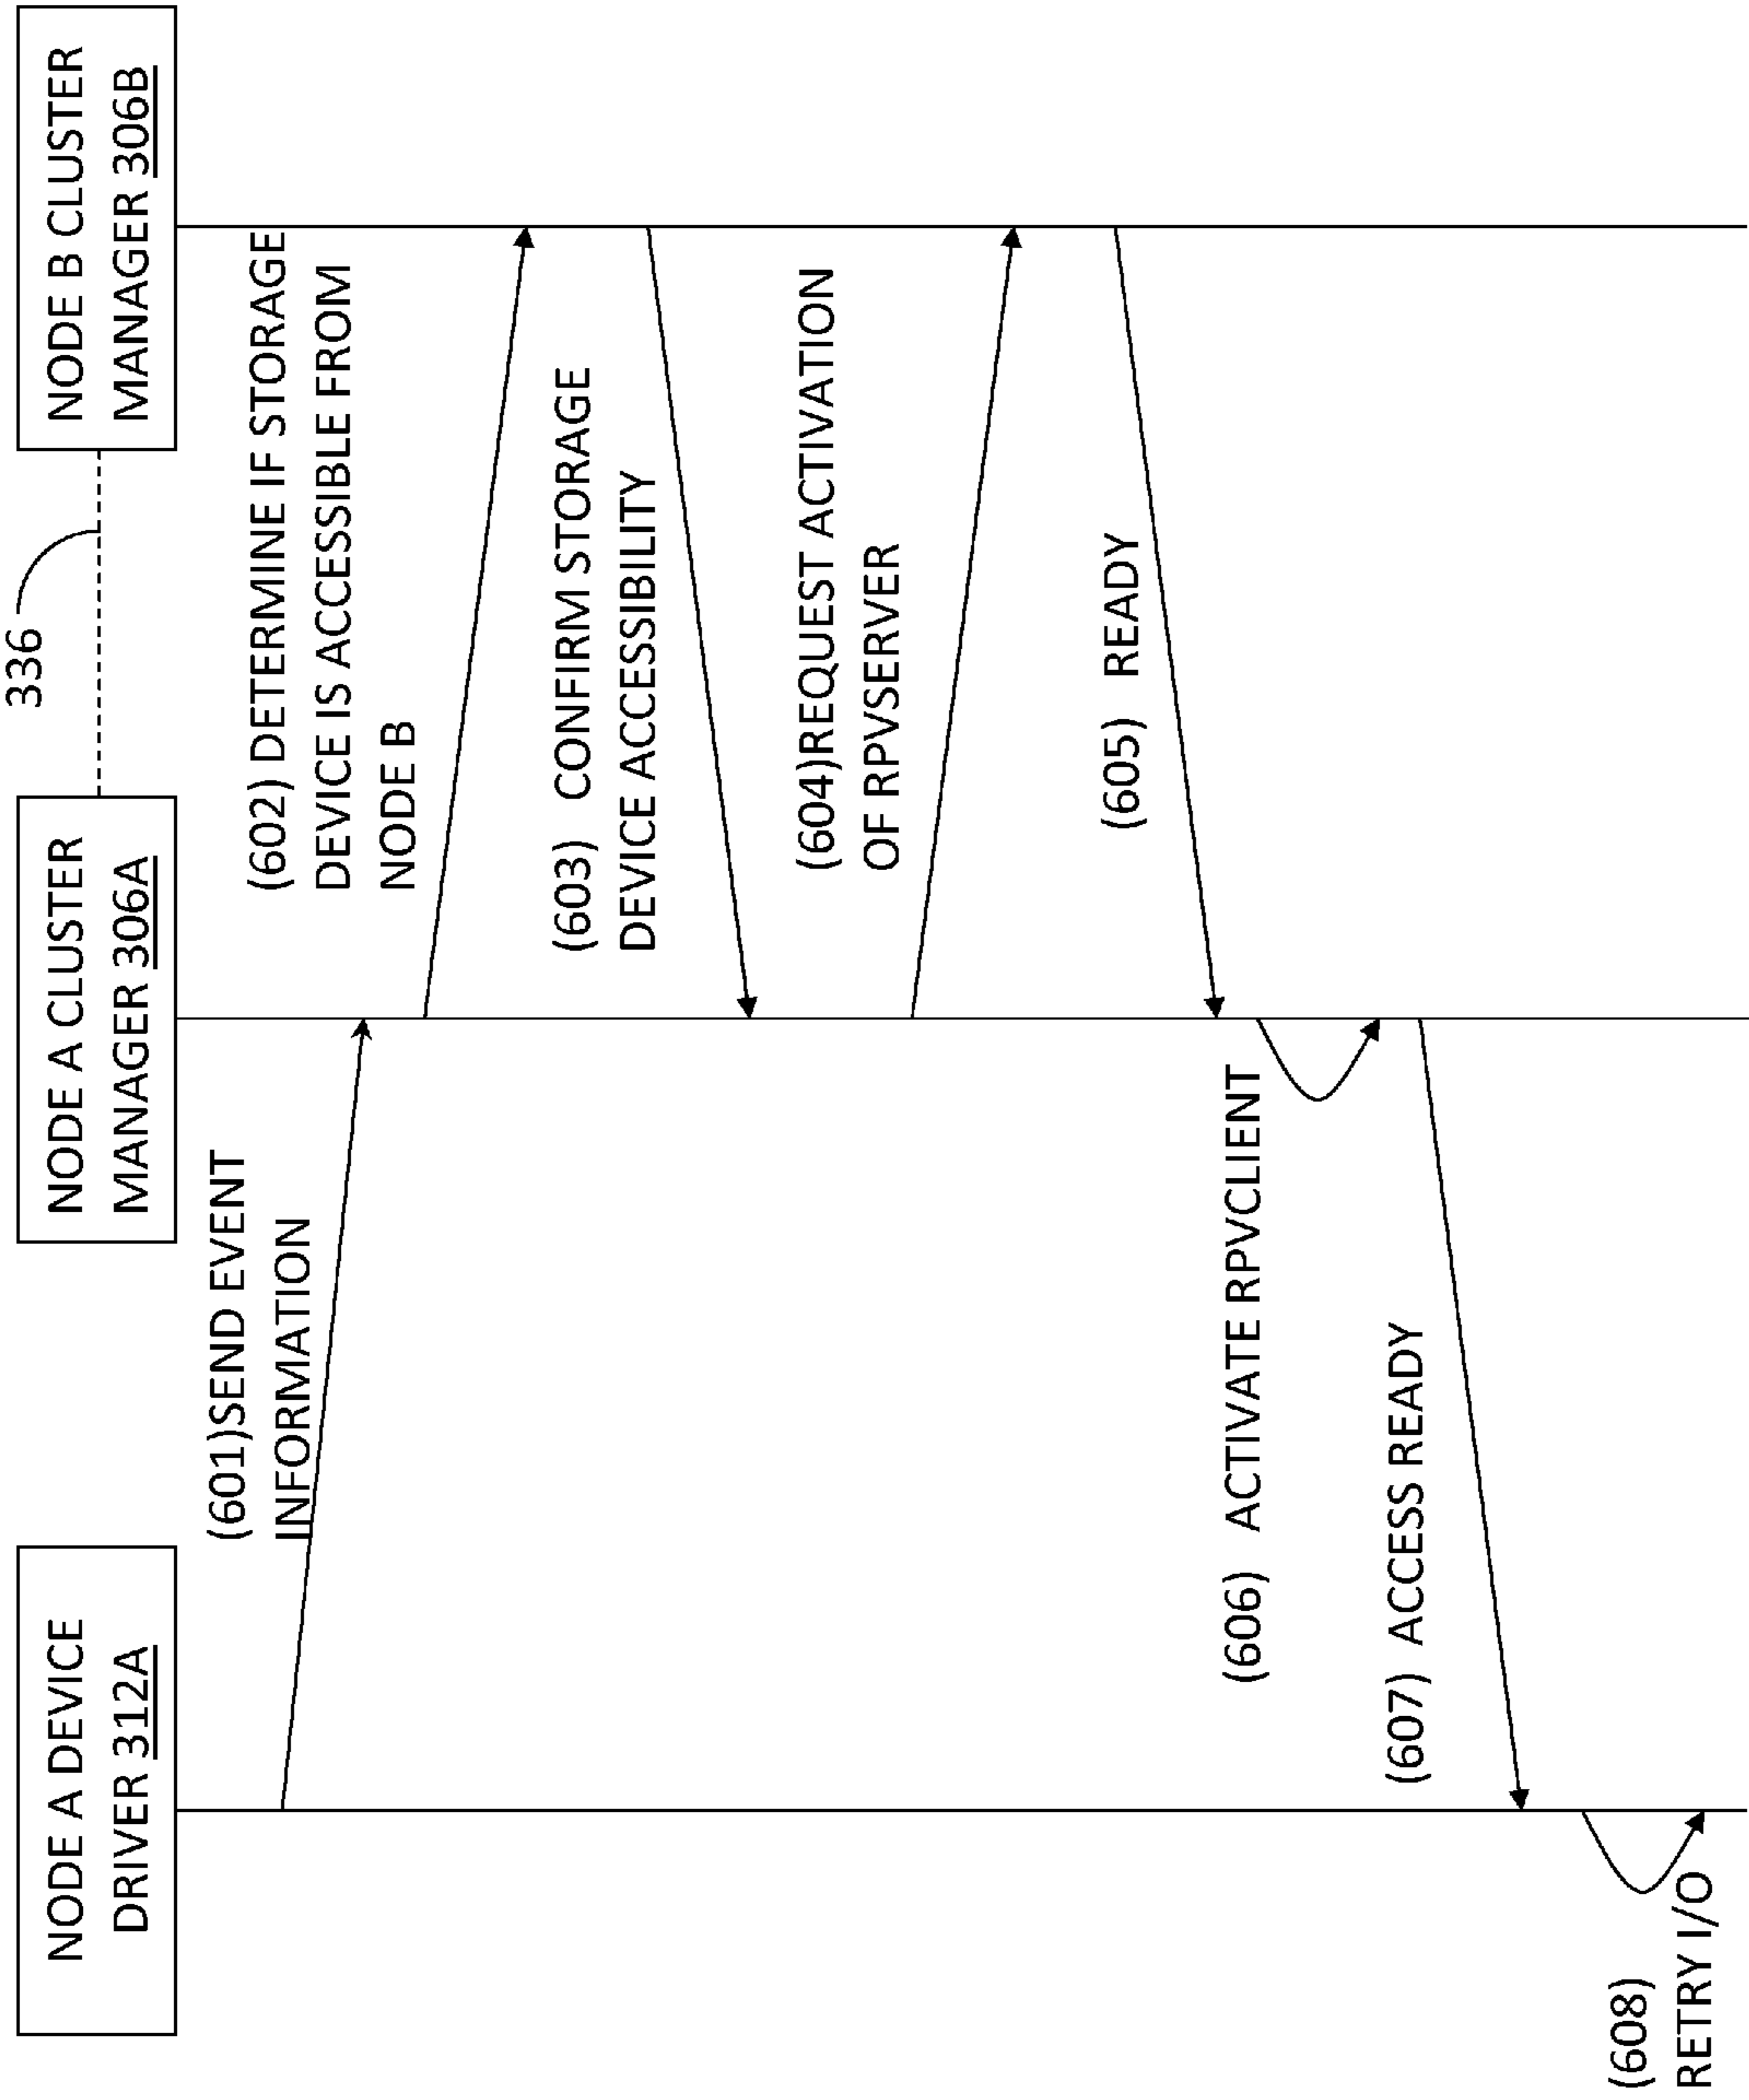 NODE A DEVICE
DRIVER 312A
NODE A CLUSTER
MANAGER 306A
336
NODE B CLUSTER
MANAGER 306B
(601)SEND EVENT
INFORMATION
(602) DETERMINE IF STORAGE
DEVICE IS ACCESSIBLE FROM
NODE B
(603) CONFIRM STORAGE
DEVICE ACCESSIBILITY
(604)REQUEST ACTIVATION
OF RPVSERVER
(605) READY
(606) ACTIVATE RPVCLIENT
(607) ACCESS READY
(608)
RETRY I/O